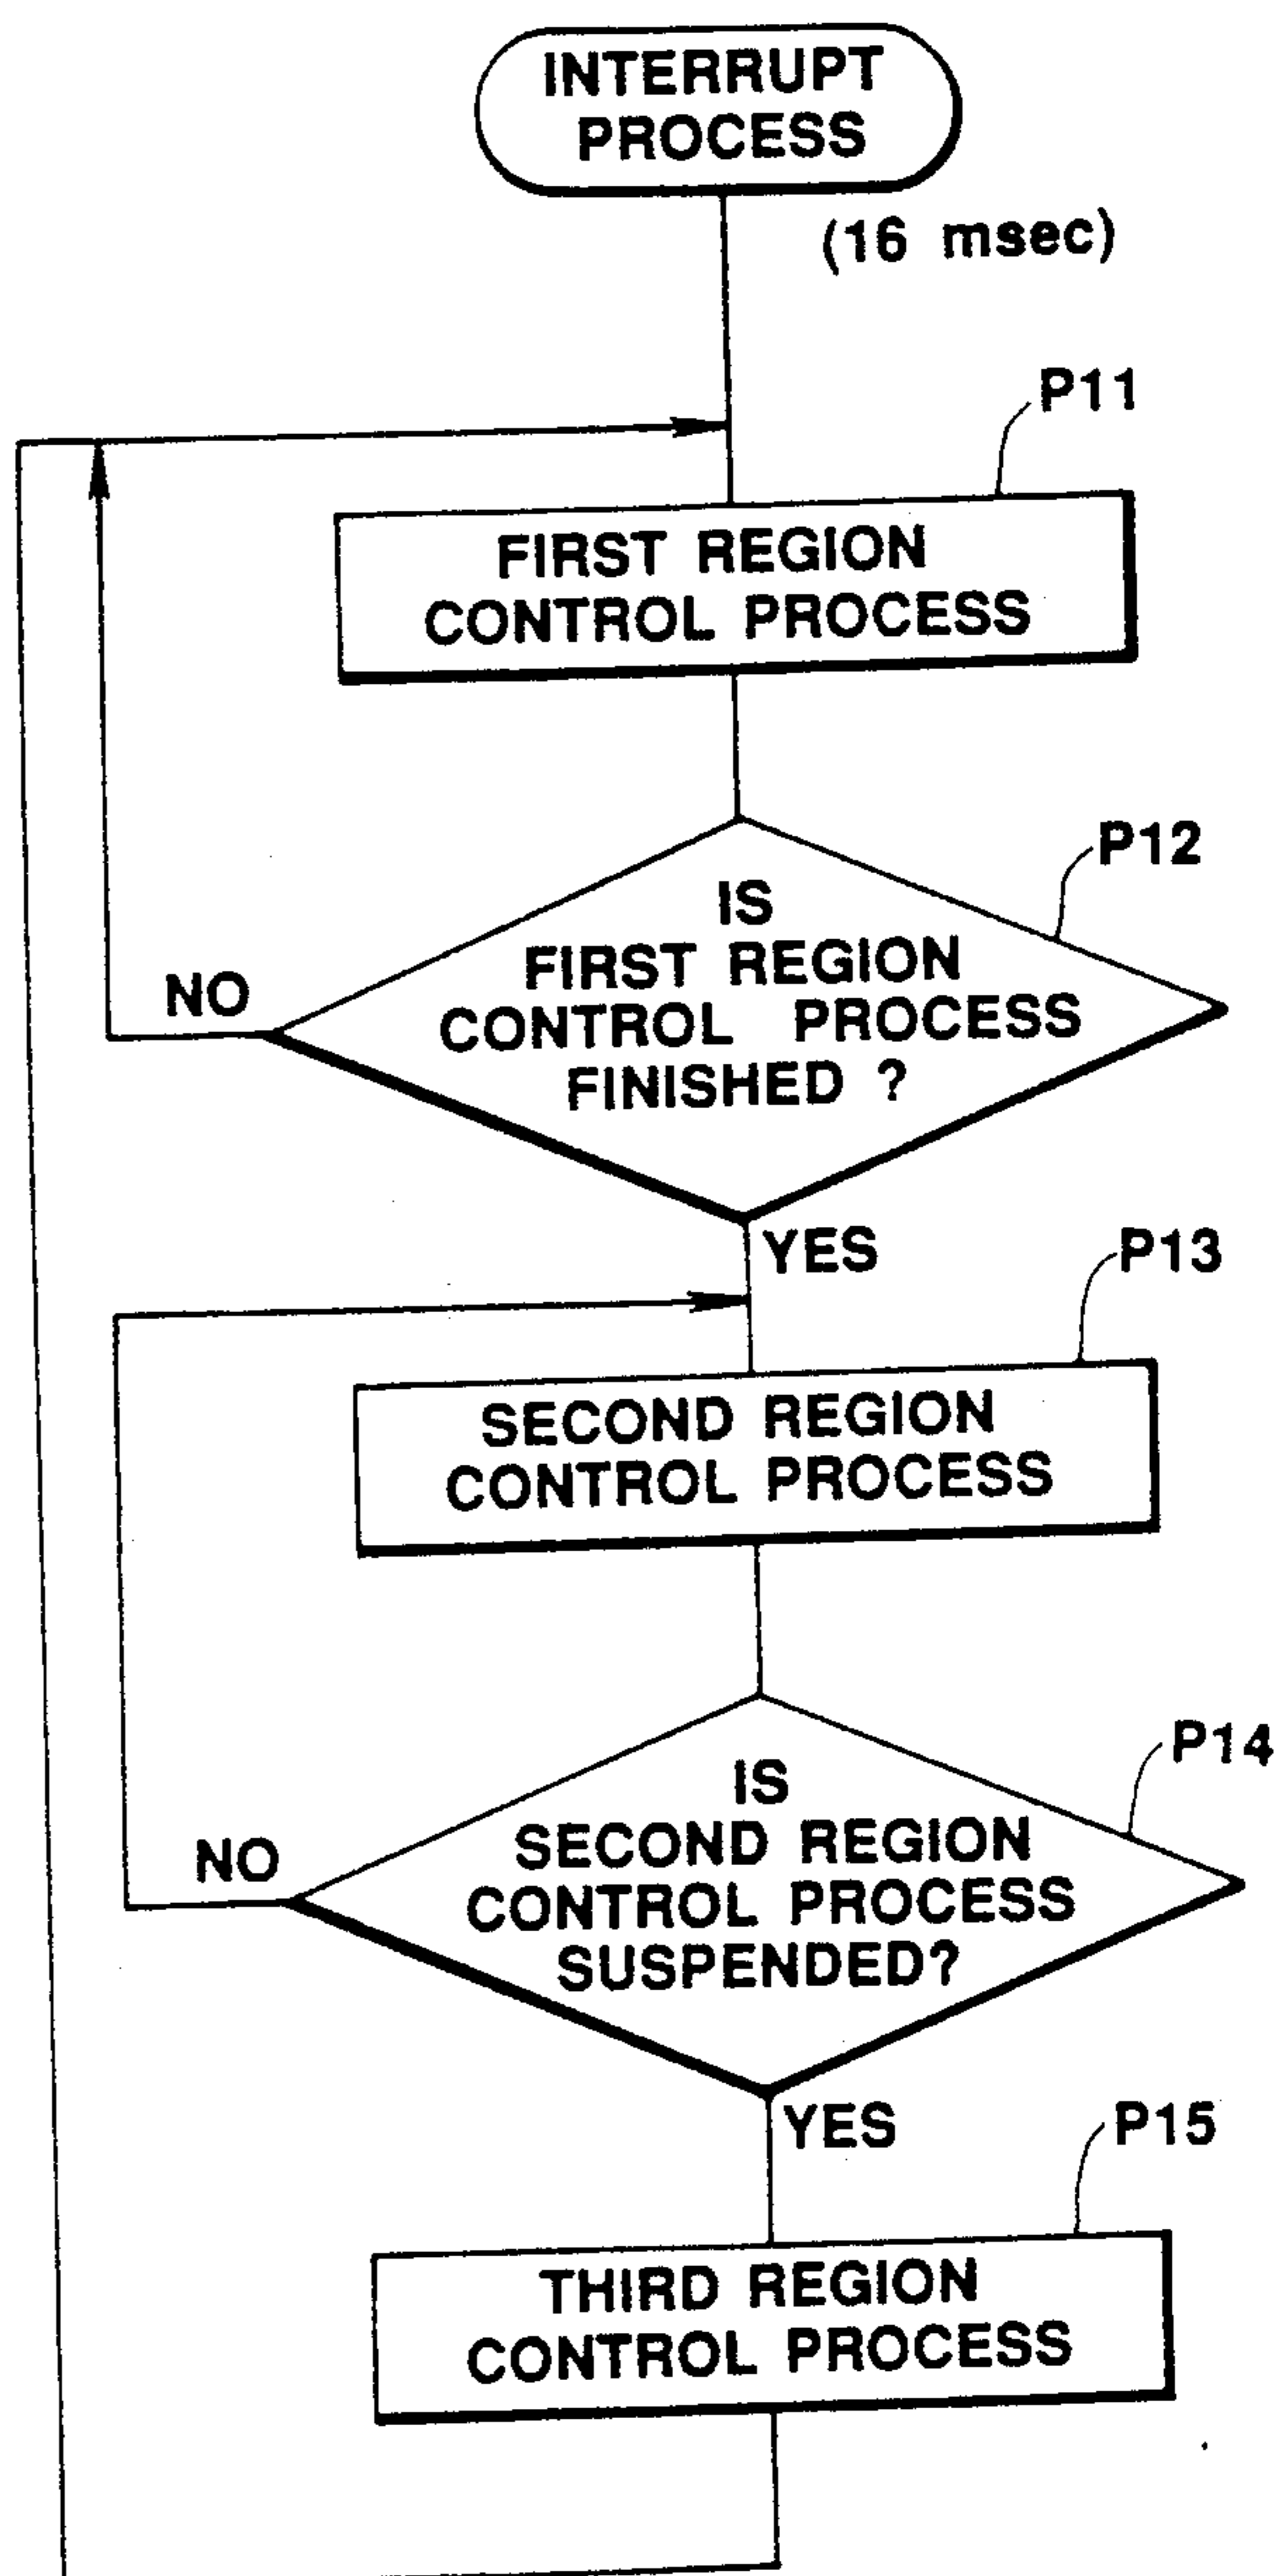 INTERRUPT
PROCESS
(16 msec)
P11
FIRST REGION
CONTROL PROCESS
P12
IS
FIRST REGION
CONTROL PROCESS
FINISHED ?
NO
YES
P13
SECOND REGION
CONTROL PROCESS
P14
IS
SECOND REGION
CONTROL PROCESS
SUSPENDED?
NO
YES
P15
THIRD REGION
CONTROL PROCESS